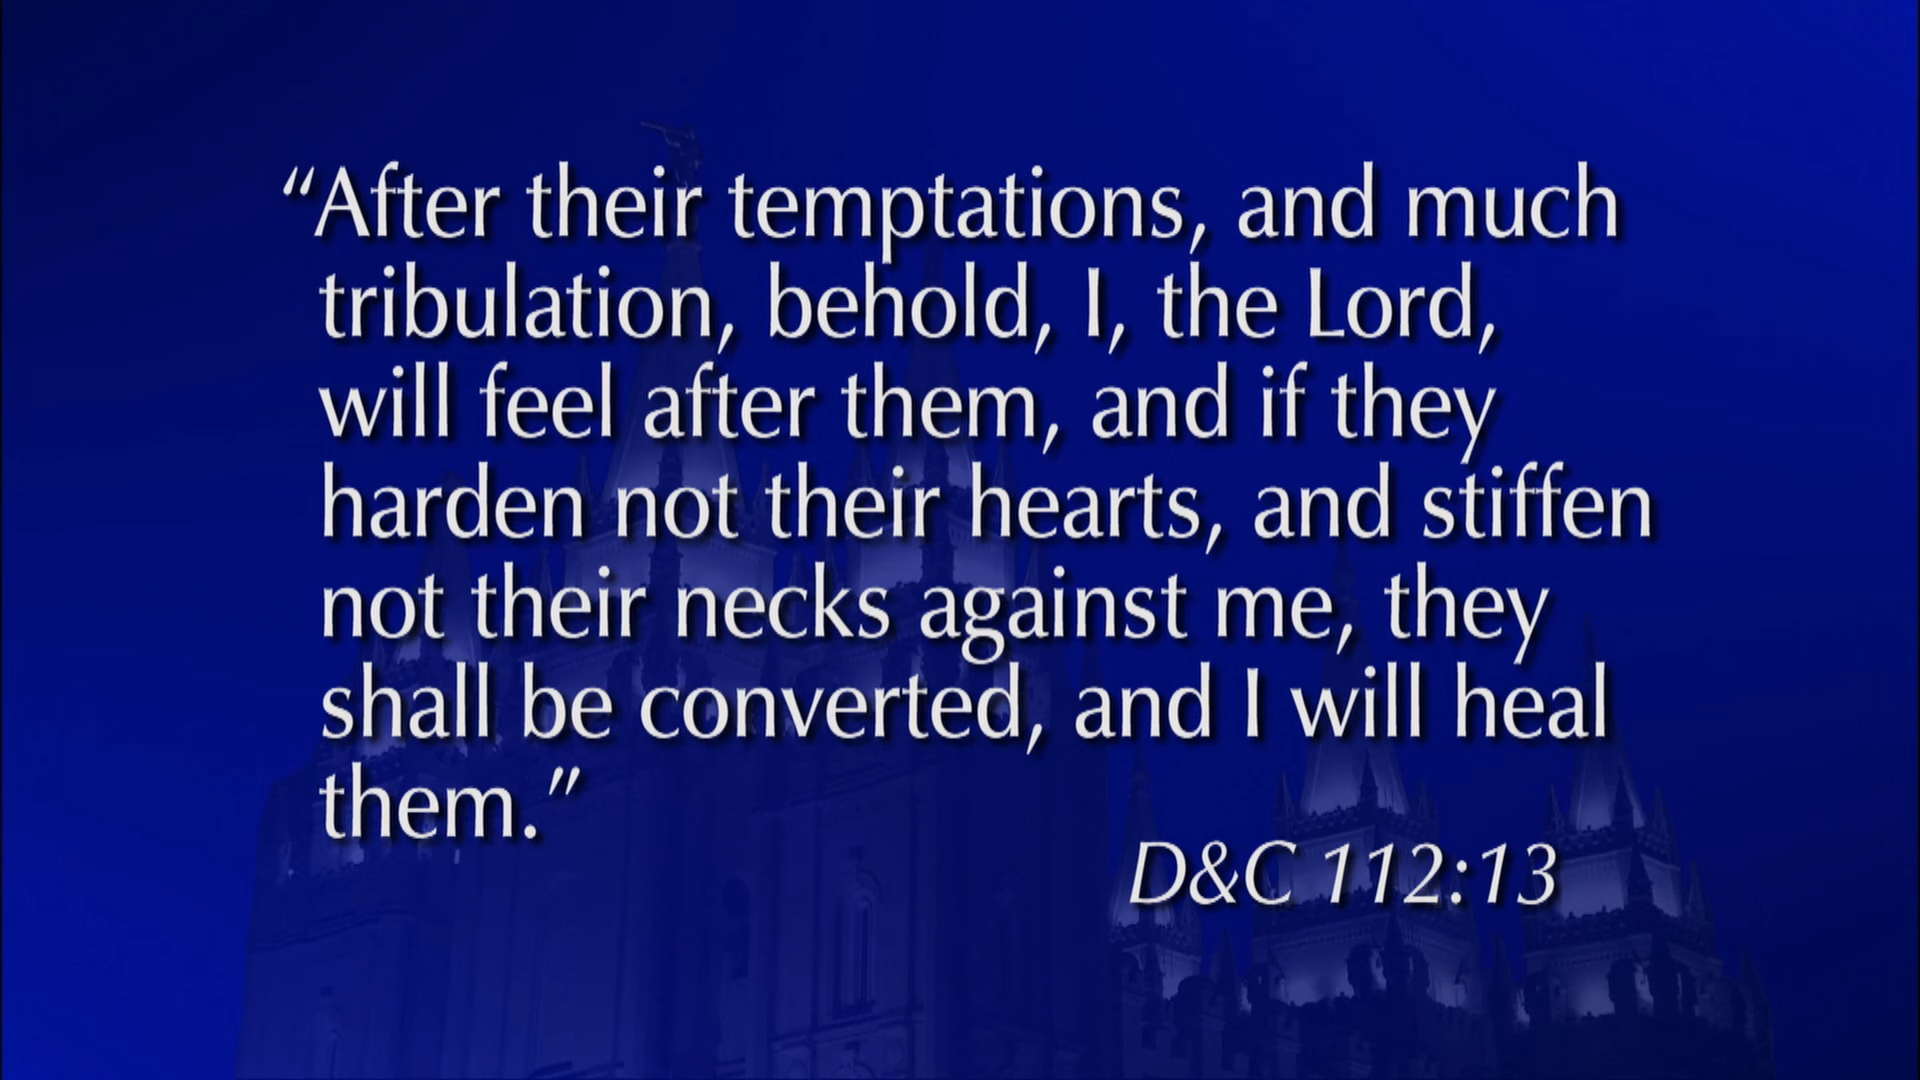 “After their temptations, and much
tribulation, behold, I, the Lord,
will feel after them, and if they
harden not their hearts, and stiffen
not their necks against me, they
shall be converted, and I will heal
them.”
D&C 112:13